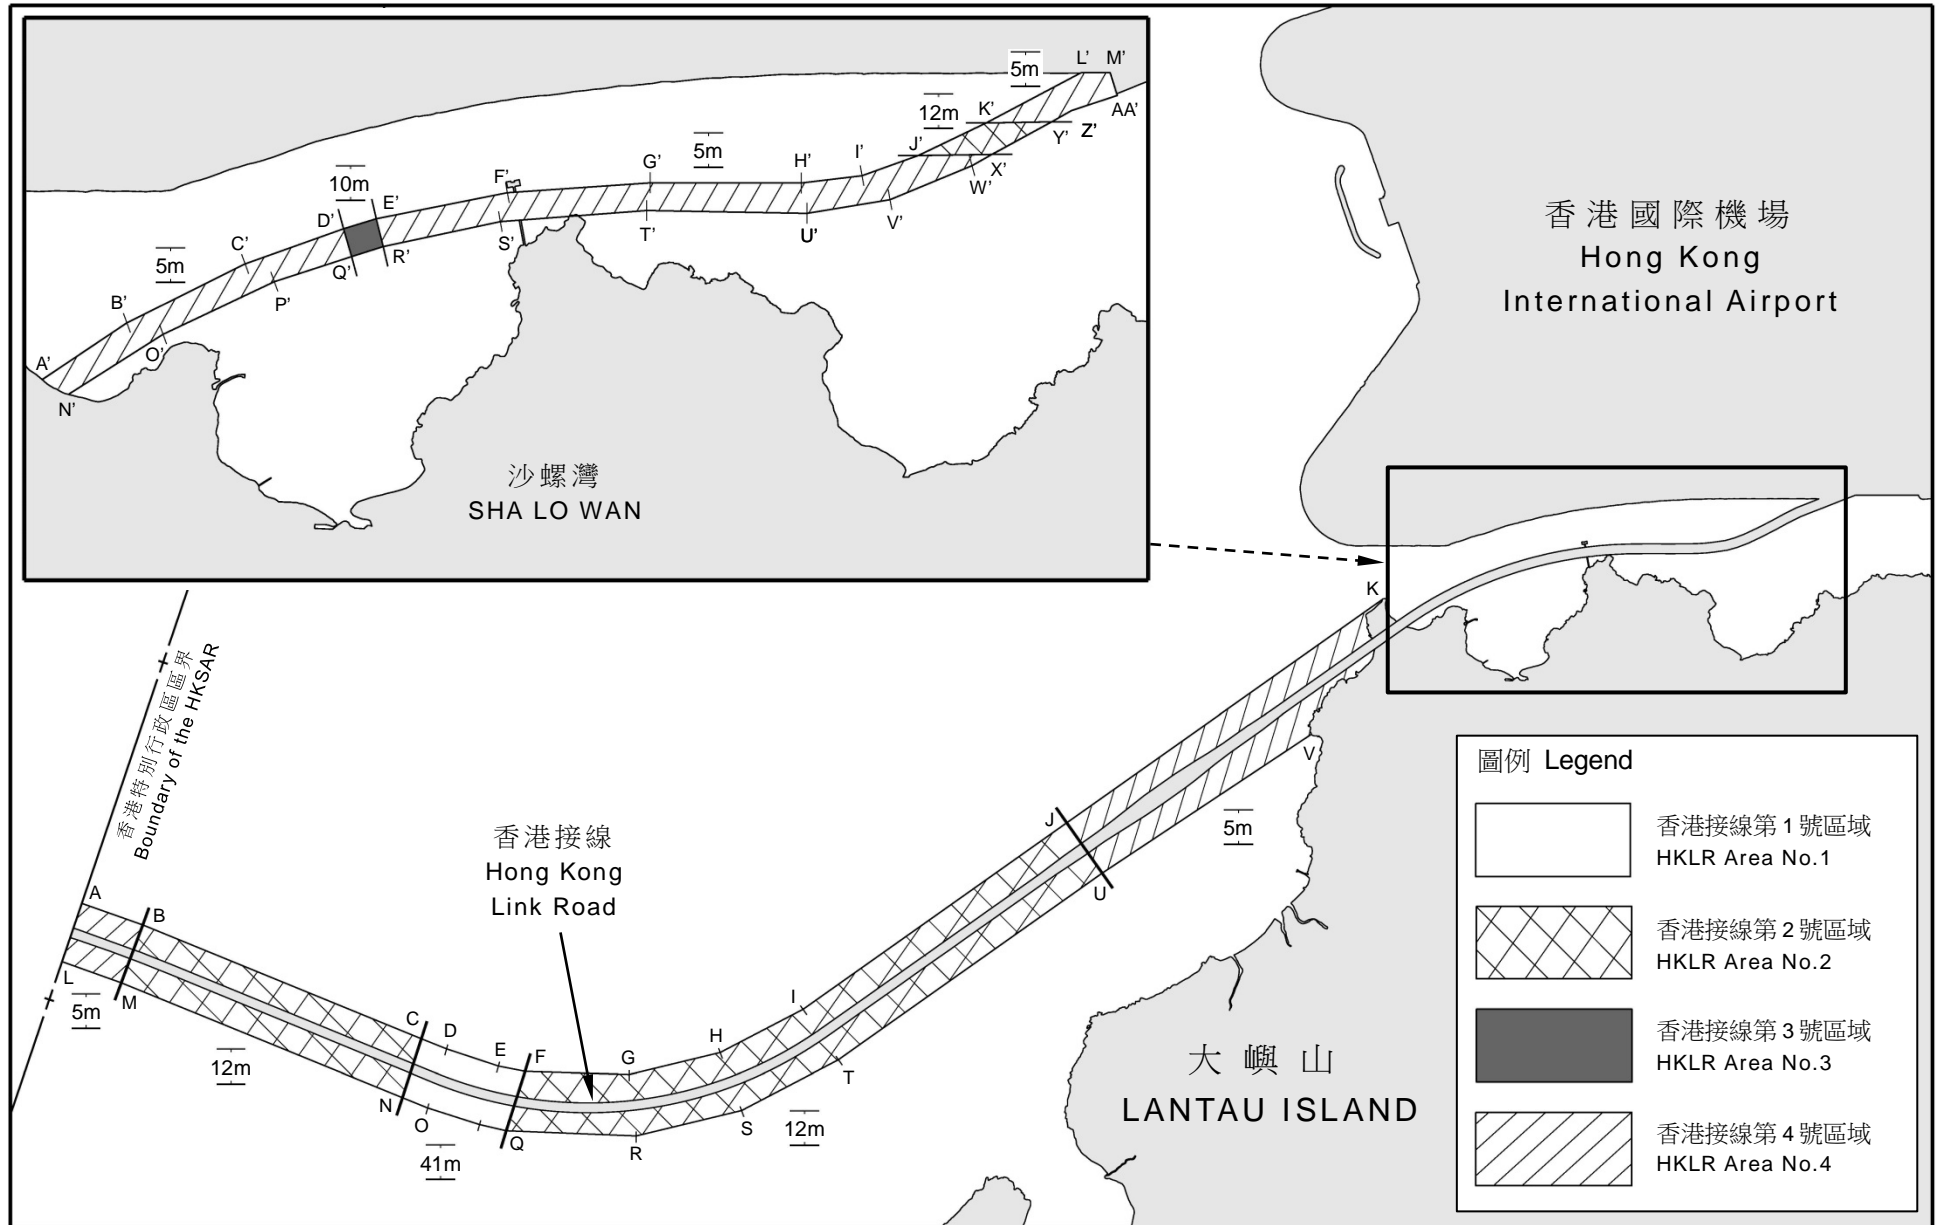 L' M'
5m
K'
12m
AA'
Y' Z'
J'
X'
W'
I'
H'
G'
5m
V'
U'
T'
F'
S'
10m
E'
D'
R'
Q'
C'
5m
P'
B'
O'
A'
N'
沙螺灣
SHA LO WAN
香港國際機場
Hong Kong
International Airport
香港特別行政區區界
Boundary of the HKSAR
香港接線
Hong Kong
Link Road
K
V
J
5m
U
A
B
L
M
5m
12m
C
D
E
F
G
H
I
N
O
Q
R
S
T
41m
12m
大嶼山
LANTAU ISLAND
圖例 Legend
香港接線第 1 號區域
HKLR Area No.1
香港接線第 2 號區域
HKLR Area No.2
香港接線第 3 號區域
HKLR Area No.3
香港接線第 4 號區域
HKLR Area No.4